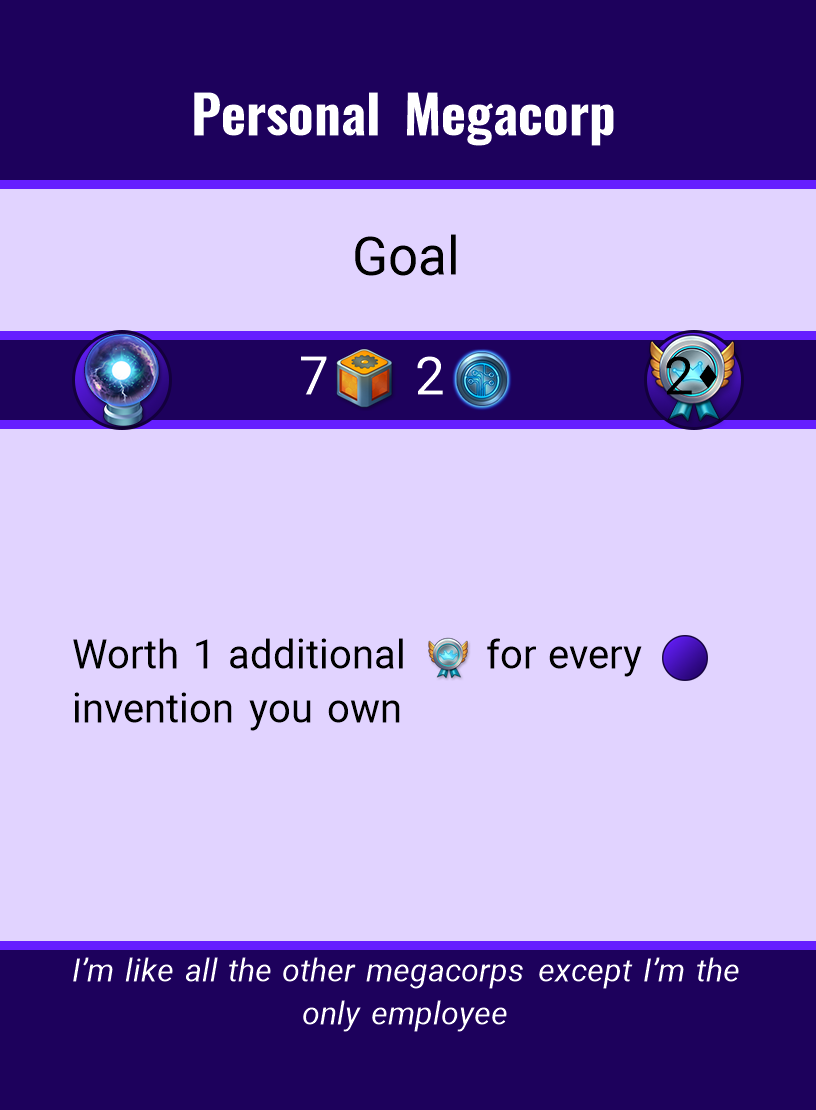 Personal Megacorp
Goal
7 2 2♦
Worth 1 additional for every
invention you own
I'm like all the other megacorps except I'm the
only employee